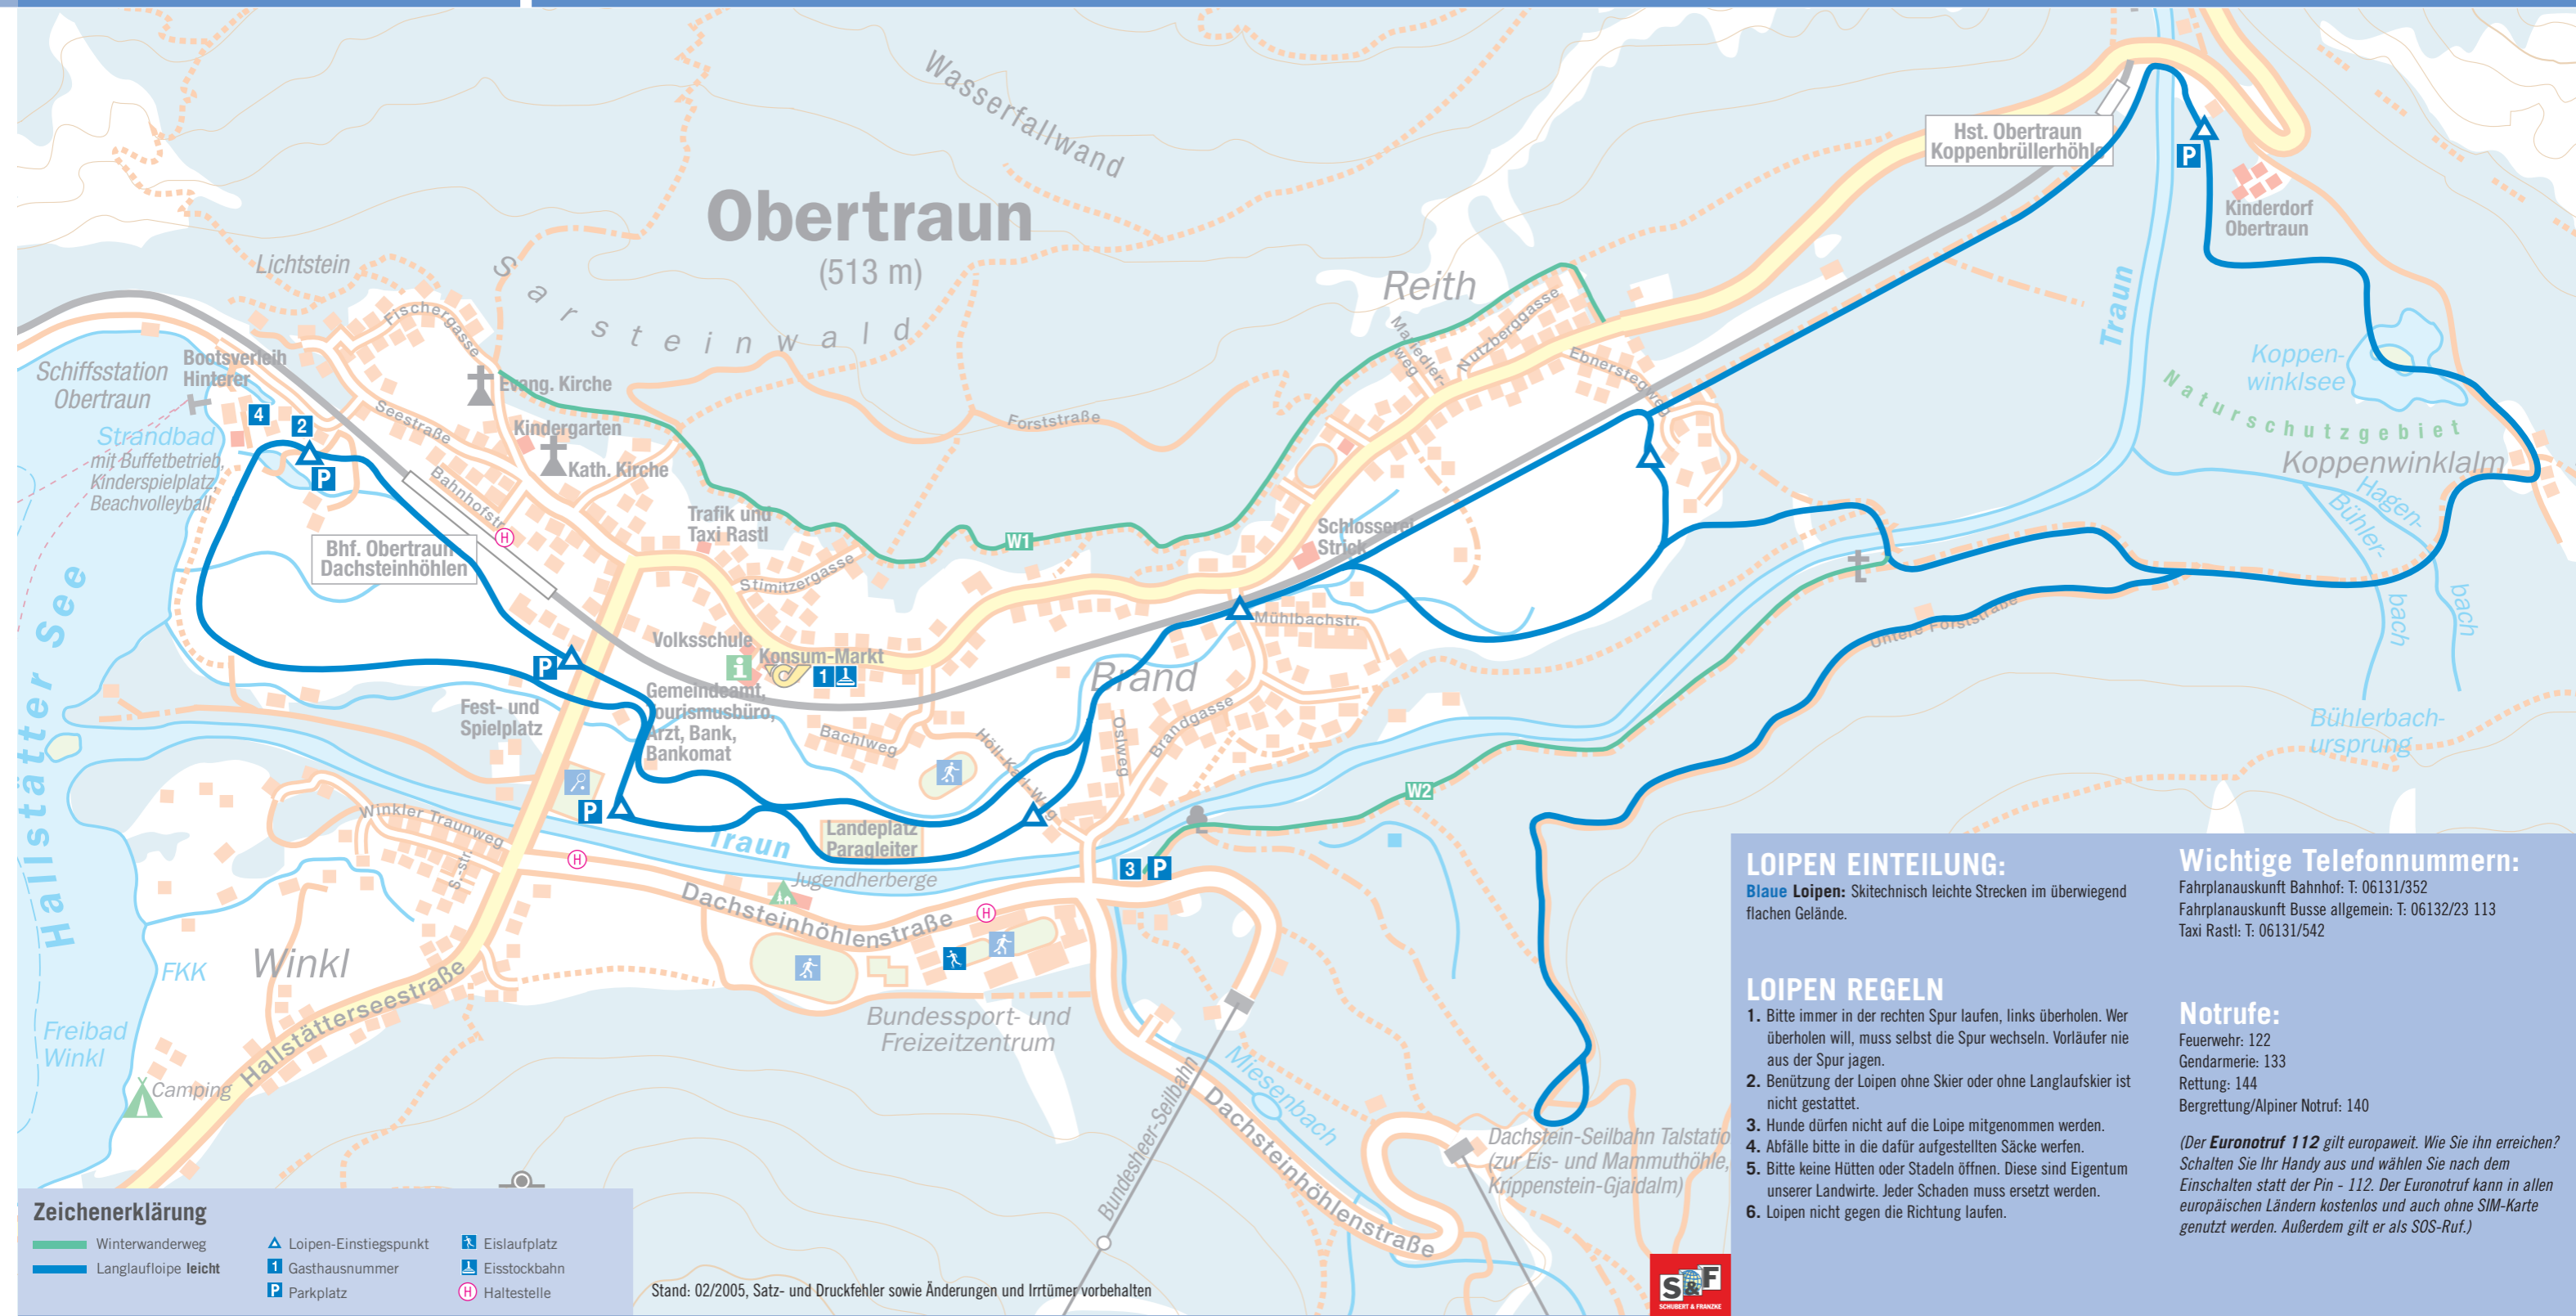 Wasserfallwand
Obertraun
(513 m)
Sarsteinwald
Lichtstein
Fischergasse
Schiffsstation
Obertraun
Bootsverleih
Hinterer
4
2
P
Strandbad
mit Buffetbetrieb,
Kinderspielplatz,
Beachvolleyball
Seestraße
Bahnhofstr.
Evang. Kirche
Kindergarten
Kath. Kirche
H
Bhf. Obertraun
Dachsteinhöhlen
Trafik und
Taxi Rastl
Stimitzergasse
Forststraße
W1
Reith
Mariedler-
weg
Nutzberggasse
Ebnerstegweg
Hst. Obertraun
Koppenbrüllerhöhle
P
Kinderdorf
Obertraun
Traun
Koppen-
winklsee
Naturschutzgebiet
Koppenwinklalm
Hagen-
bach
Bühler-
bach
Bühlerbach-
ursprung
Schlosserei
Strick
Mühlbachstr.
Brand
Oslweg
Brandgasse
Untere Forststraße
Volksschule
i
Konsum-Markt
1
Gemeindeamt,
Tourismusbüro,
Arzt, Bank,
Bankomat
Bachlweg
Höll-Karl-Weg
P
Fest- und
Spielplatz
P
Hallstätter See
Winkler Traunweg
S.-str.
H
Traun
Landeplatz
Paragleiter
Jugendherberge
Dachsteinhöhlenstraße
H
3
P
W2
Winkl
FKK
Freibad
Winkl
Camping
Hallstätterseestraße
Bundessport- und
Freizeitzentrum
Bundesheer-Seilbahn
Miesenbach
Dachsteinhöhlenstraße
Dachstein-Seilbahn Talstatio
(zur Eis- und Mammuthöhle,
Krippenstein-Gjaidalm)
LOIPEN EINTEILUNG:
Blaue Loipen: Skitechnisch leichte Strecken im überwiegend
flachen Gelände.
LOIPEN REGELN
1. Bitte immer in der rechten Spur laufen, links überholen. Wer
überholen will, muss selbst die Spur wechseln. Vorläufer nie
aus der Spur jagen.
2. Benützung der Loipen ohne Skier oder ohne Langlaufskier ist
nicht gestattet.
3. Hunde dürfen nicht auf die Loipe mitgenommen werden.
4. Abfälle bitte in die dafür aufgestellten Säcke werfen.
5. Bitte keine Hütten oder Stadeln öffnen. Diese sind Eigentum
unserer Landwirte. Jeder Schaden muss ersetzt werden.
6. Loipen nicht gegen die Richtung laufen.
Wichtige Telefonnummern:
Fahrplanauskunft Bahnhof: T: 06131/352
Fahrplanauskunft Busse allgemein: T: 06132/23 113
Taxi Rastl: T: 06131/542
Notrufe:
Feuerwehr: 122
Gendarmerie: 133
Rettung: 144
Bergrettung/Alpiner Notruf: 140
(Der Euronotruf 112 gilt europaweit. Wie Sie ihn erreichen?
Schalten Sie Ihr Handy aus und wählen Sie nach dem
Einschalten statt der Pin - 112. Der Euronotruf kann in allen
europäischen Ländern kostenlos und auch ohne SIM-Karte
genutzt werden. Außerdem gilt er als SOS-Ruf.)
Zeichenerklärung
Winterwanderweg
Langlaufloipe leicht
Loipen-Einstiegspunkt
1 Gasthausnummer
P Parkplatz
Eislaufplatz
Eisstockbahn
H Haltestelle
Stand: 02/2005, Satz- und Druckfehler sowie Änderungen und Irrtümer vorbehalten
S&F
SCHUBERT & FRANZKE